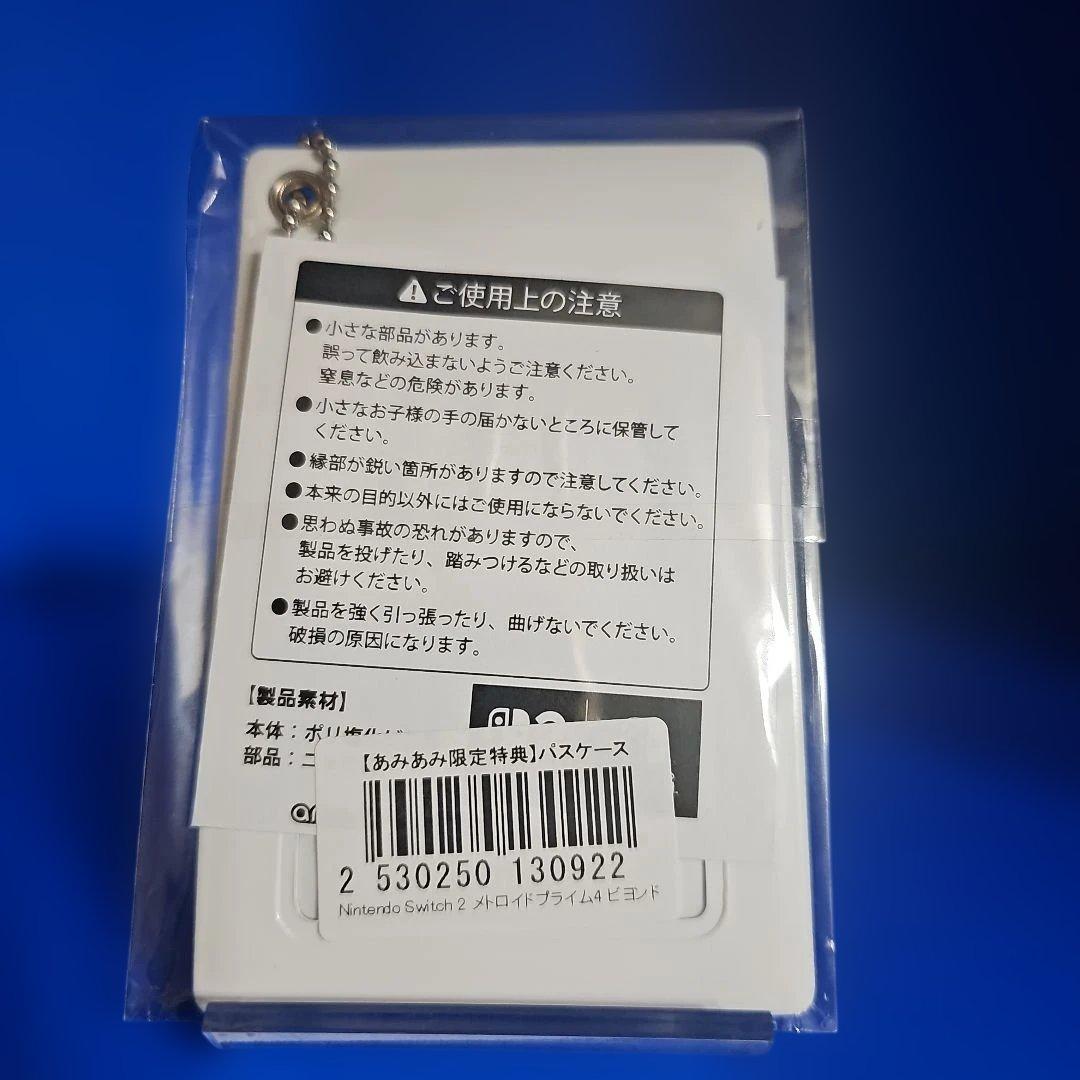 ご使用上の注意
●小さな部品があります。
誤って飲み込まないようご注意ください。
窒息などの危険があります。
●小さなお子様の手の届かないところに保管して
ください。
●縁部が鋭い箇所がありますので注意してください。
●本来の目的以外にはご使用にならないでください。
●思わぬ事故の恐れがありますので、
製品を投げたり、踏みつけるなどの取り扱いは
お避けください。
●製品を強く引っ張ったり、曲げないでください。
破損の原因になります。
【製品素材】
本体：ポリ塩化ビ
部品：ニ
【あみあみ限定特典】パスケース
2 530250 130922
Nintendo Switch 2 メトロイドプライム4 ビヨンド